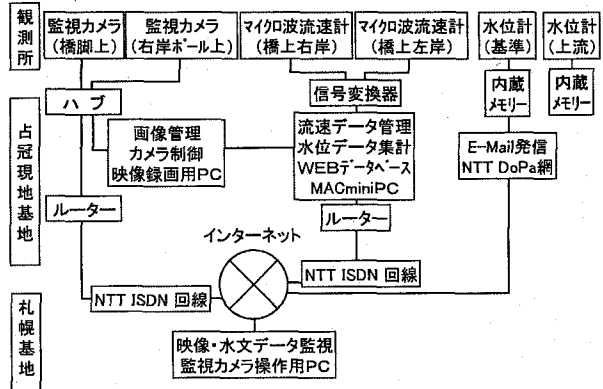 観測所
監視カメラ
(橋脚上)
監視カメラ
(右岸ポール上)
マイクロ波流速計
(橋上右岸)
マイクロ波流速計
(橋上左岸)
水位計
(基準)
水位計
(上流)
内蔵
メモリー
内蔵
メモリー
占冠現地基地
ハブ
信号変換器
画像管理
カメラ制御
映像録画用PC
流速データ管理
水位データ集計
WEBデータベース
MACminiPC
E-Mail発信
NTT DoPa網
ルーター
ルーター
インターネット
NTT ISDN 回線
NTT ISDN 回線
札幌基地
映像・水文データ監視
監視カメラ操作用PC